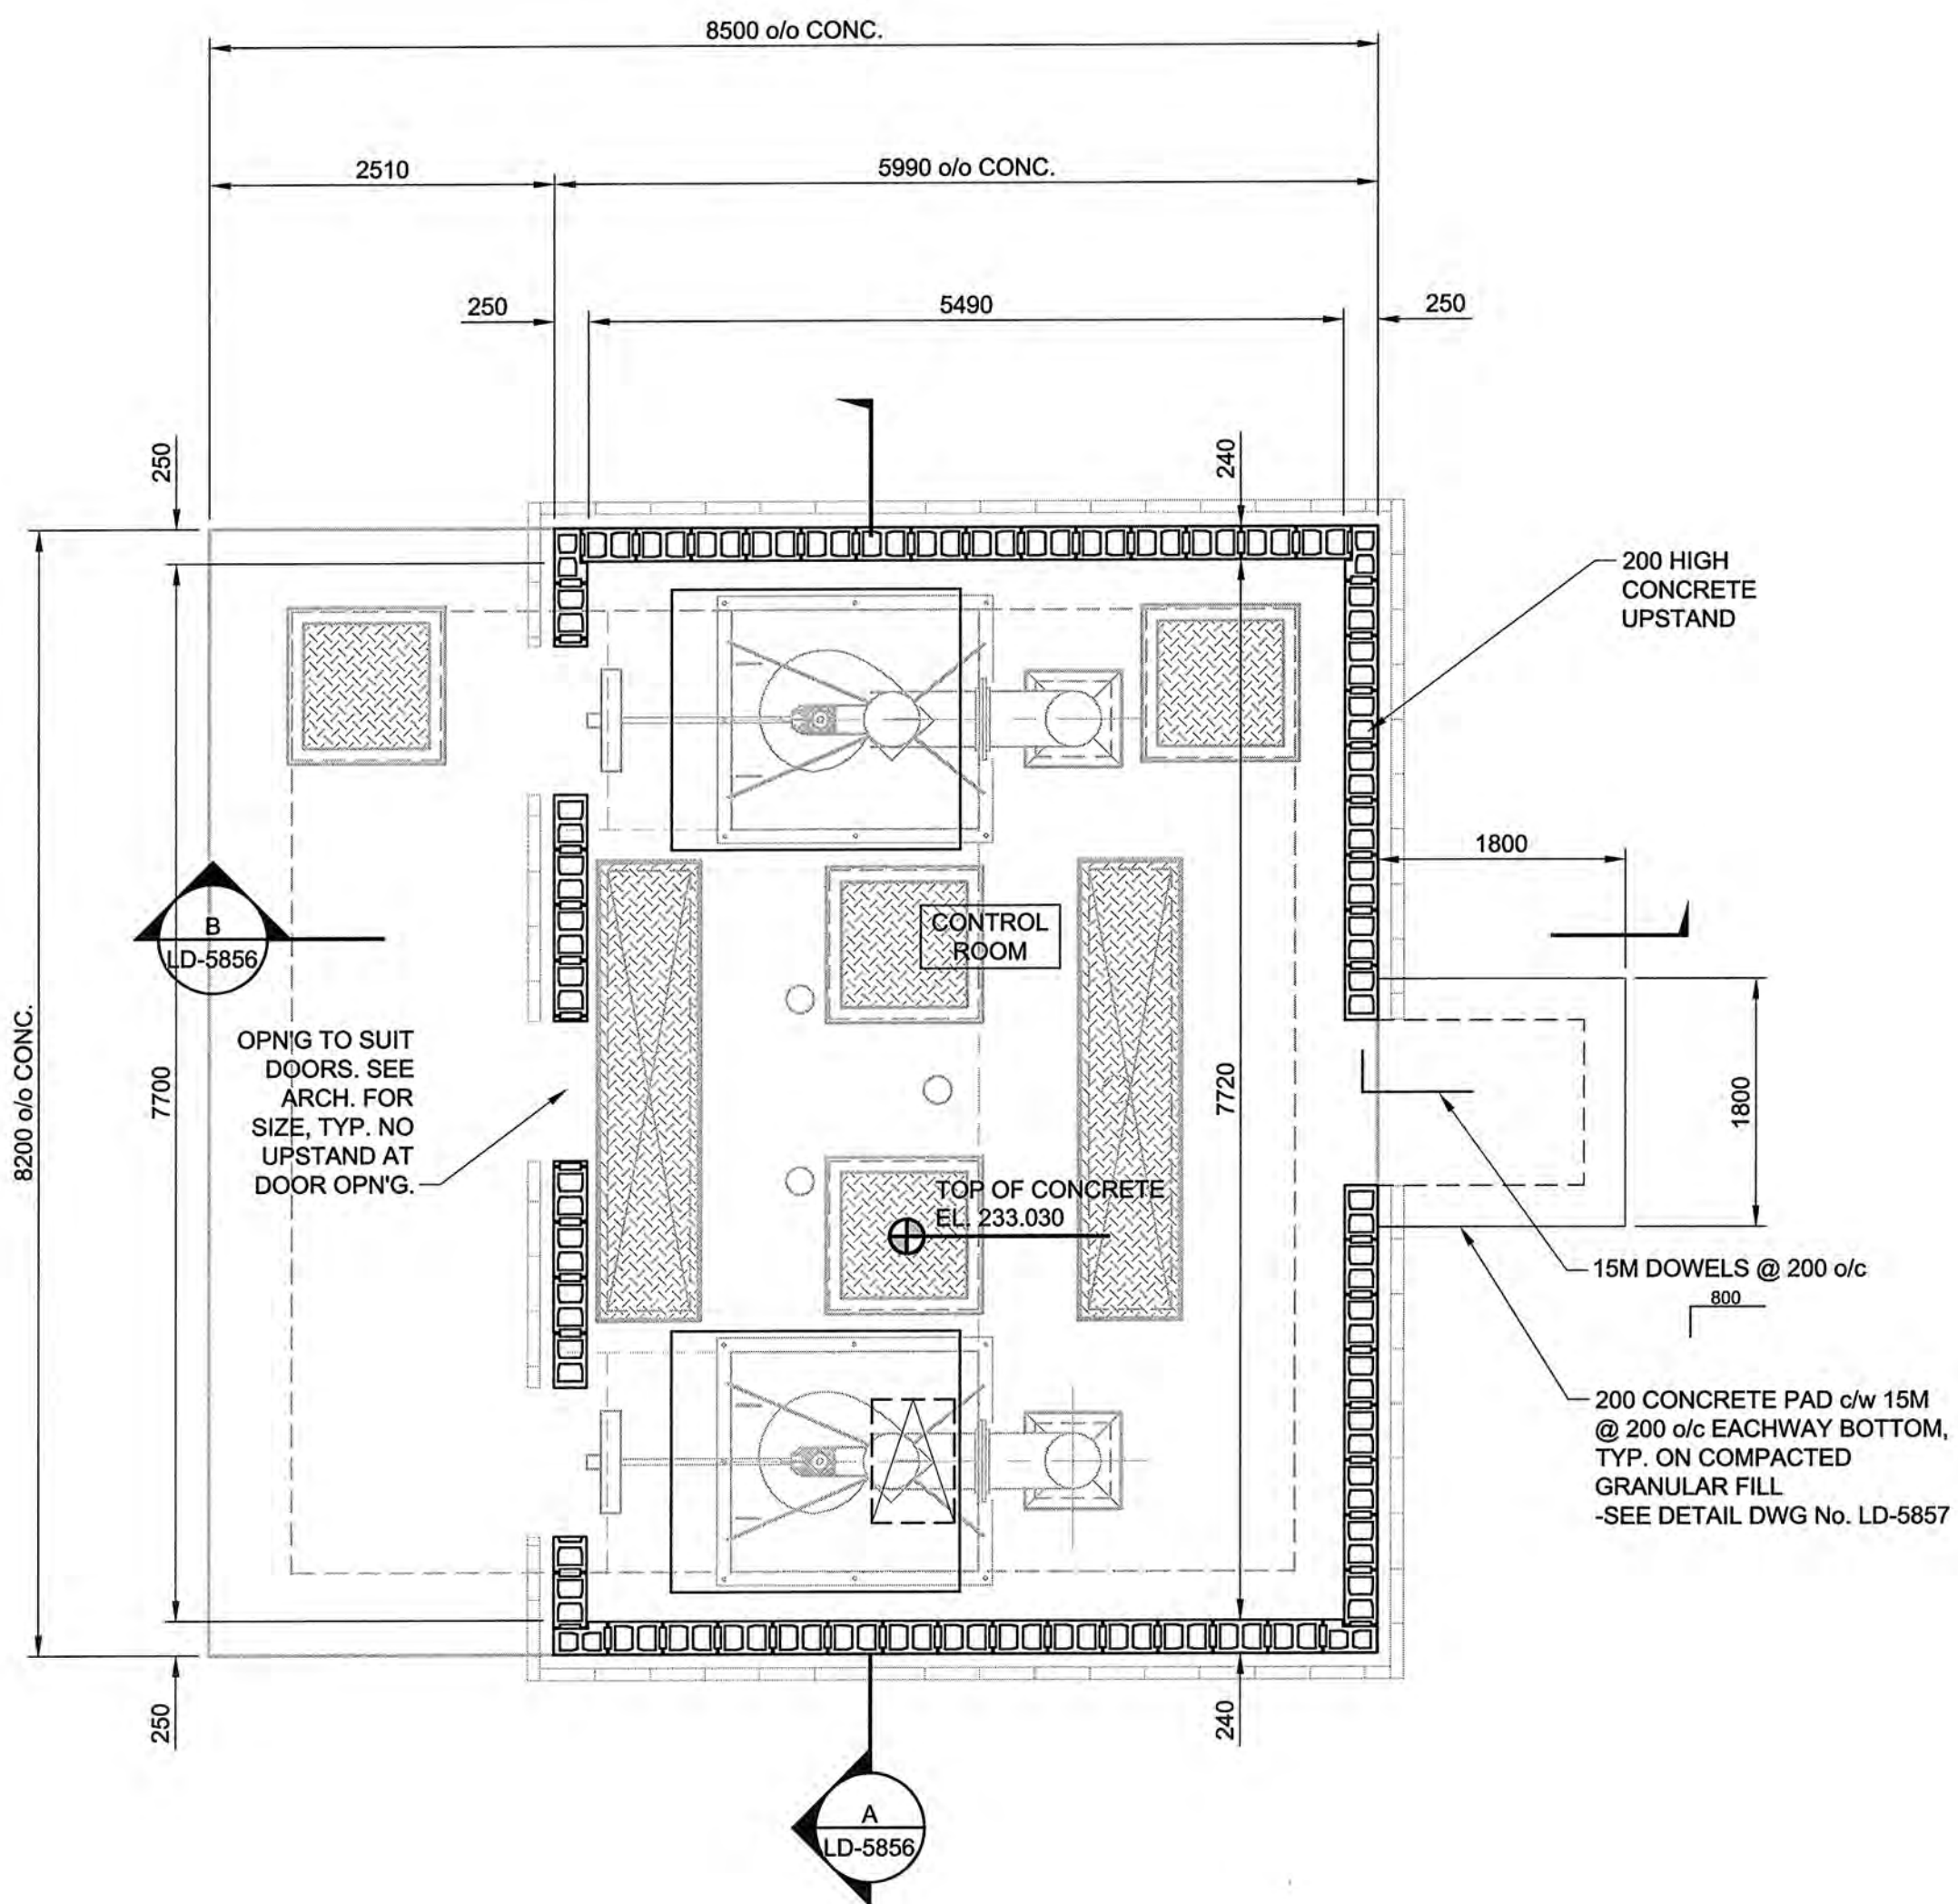 8500 o/o CONC.
2510
5990 o/o CONC.
250
5490
250
250
240
200 HIGH
CONCRETE
UPSTAND
1800
B
LD-5856
CONTROL
ROOM
8200 o/o CONC.
7700
OPN'G TO SUIT
DOORS. SEE
ARCH. FOR
SIZE, TYP. NO
UPSTAND AT
DOOR OPN'G.
7720
1800
TOP OF CONCRETE
EL. 233.030
15M DOWELS @ 200 o/c
800
200 CONCRETE PAD c/w 15M
@ 200 o/c EACHWAY BOTTOM,
TYP. ON COMPACTED
GRANULAR FILL
-SEE DETAIL DWG No. LD-5857
250
240
A
LD-5856